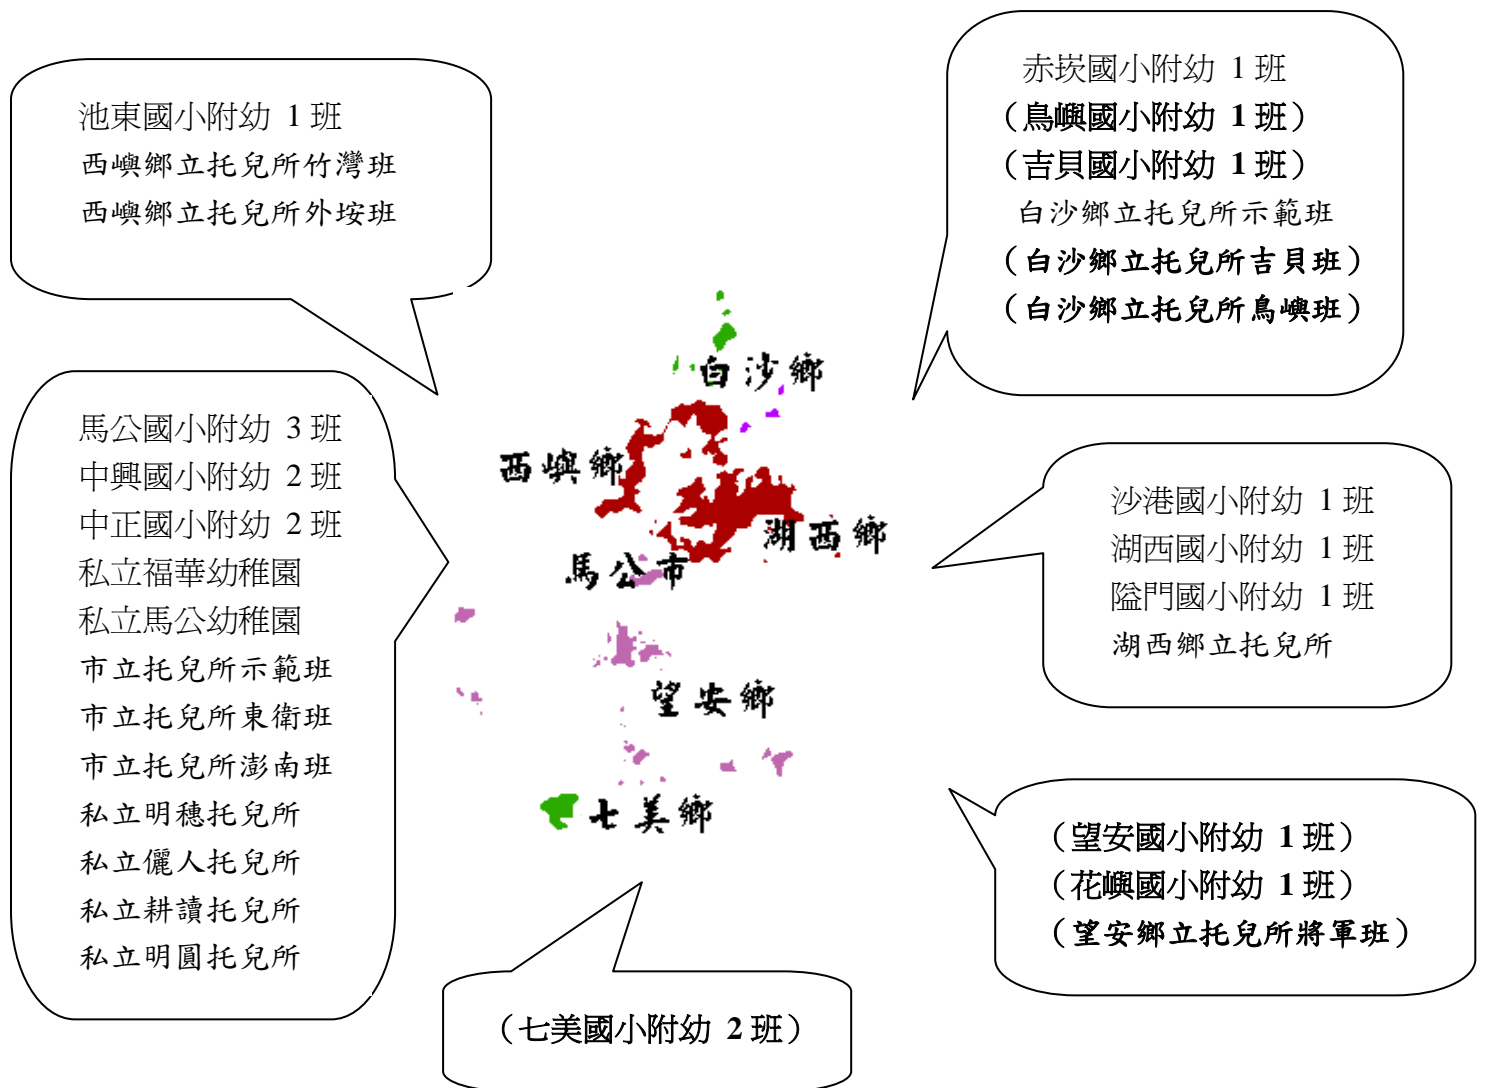 池東國小附幼 1 班
西嶼鄉立托兒所竹灣班
西嶼鄉立托兒所外垵班
赤崁國小附幼 1 班
（鳥嶼國小附幼 1 班）
（吉貝國小附幼 1 班）
白沙鄉立托兒所示範班
（白沙鄉立托兒所吉貝班）
（白沙鄉立托兒所鳥嶼班）
馬公國小附幼 3 班
中興國小附幼 2 班
中正國小附幼 2 班
私立福華幼稚園
私立馬公幼稚園
市立托兒所示範班
市立托兒所東衛班
市立托兒所澎南班
私立明穗托兒所
私立儷人托兒所
私立耕讀托兒所
私立明圓托兒所
白沙鄉
西嶼鄉
湖西鄉
馬公市
望安鄉
七美鄉
沙港國小附幼 1 班
湖西國小附幼 1 班
隘門國小附幼 1 班
湖西鄉立托兒所
（望安國小附幼 1 班）
（花嶼國小附幼 1 班）
（望安鄉立托兒所將軍班）
（七美國小附幼 2 班）